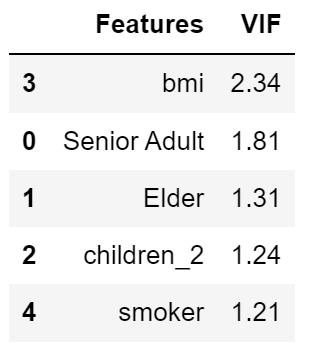 Features VIF
3 bmi 2.34
0 Senior Adult 1.81
1 Elder 1.31
2 children_2 1.24
4 smoker 1.21